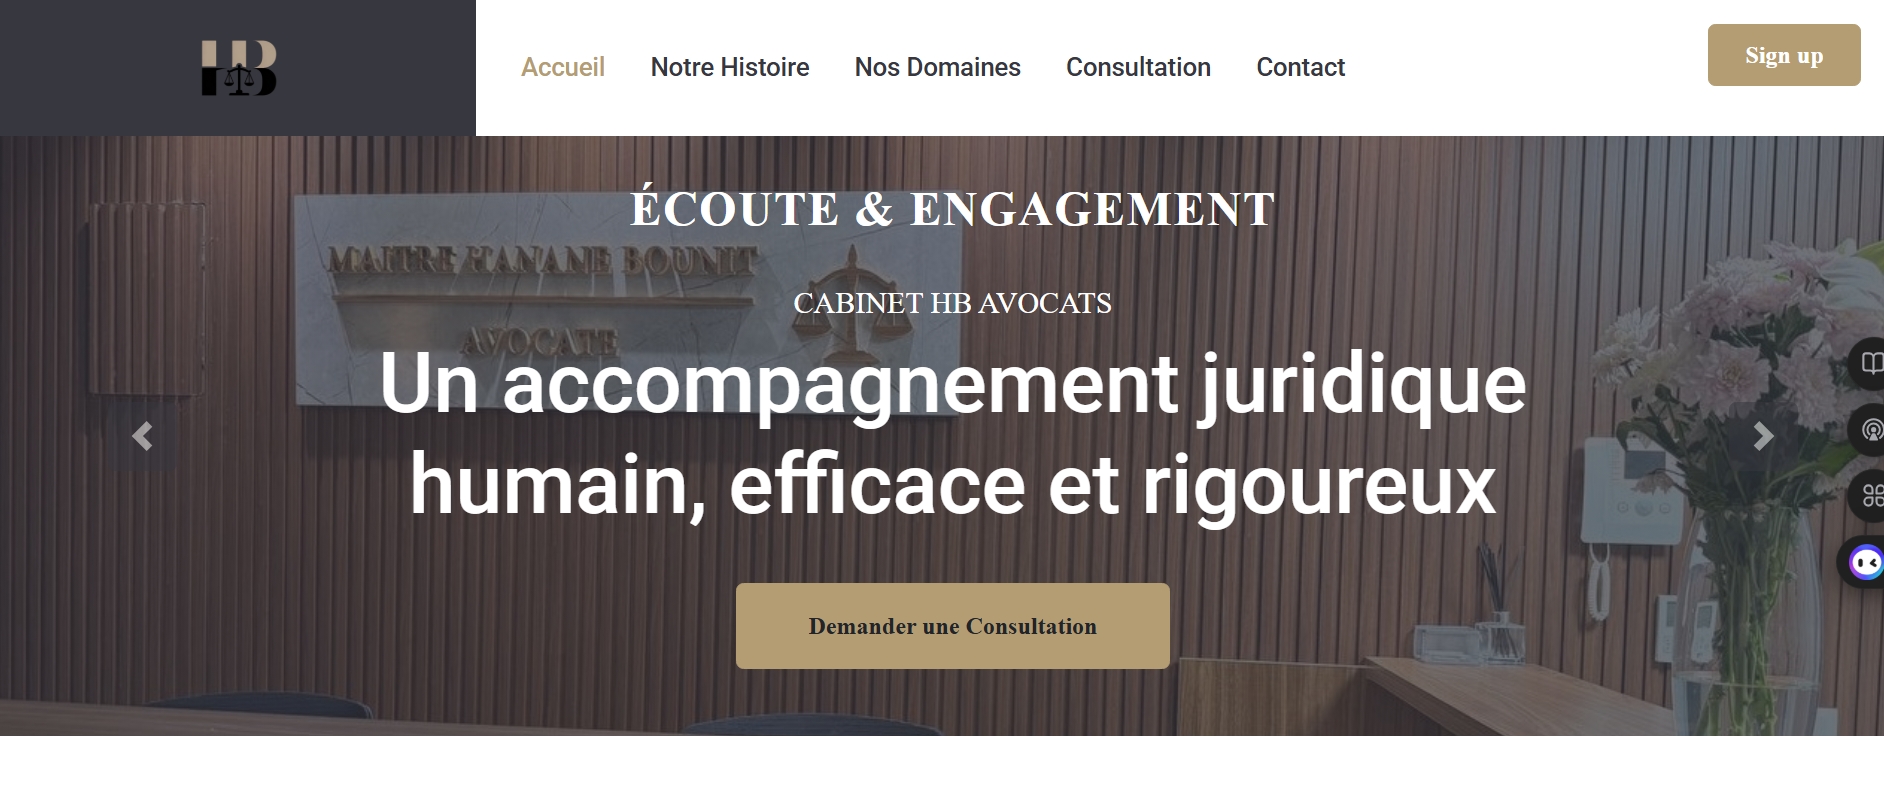 HB
Accueil Notre Histoire Nos Domaines Consultation Contact
Sign up
ÉCOUTE & ENGAGEMENT
MAITRE HANANE BOUNIT
AVOCATE
CABINET HB AVOCATS
Un accompagnement juridique
humain, efficace et rigoureux
Demander une Consultation